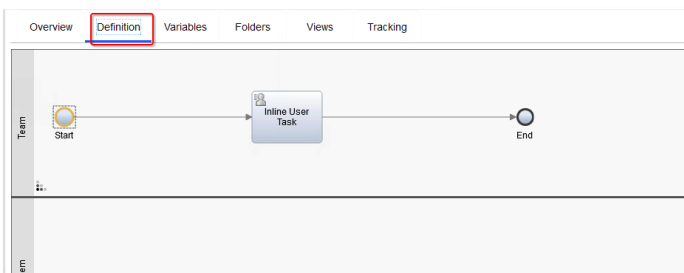 Overview Definition Variables Folders Views Tracking
Team
Inline User
Task
Start
End